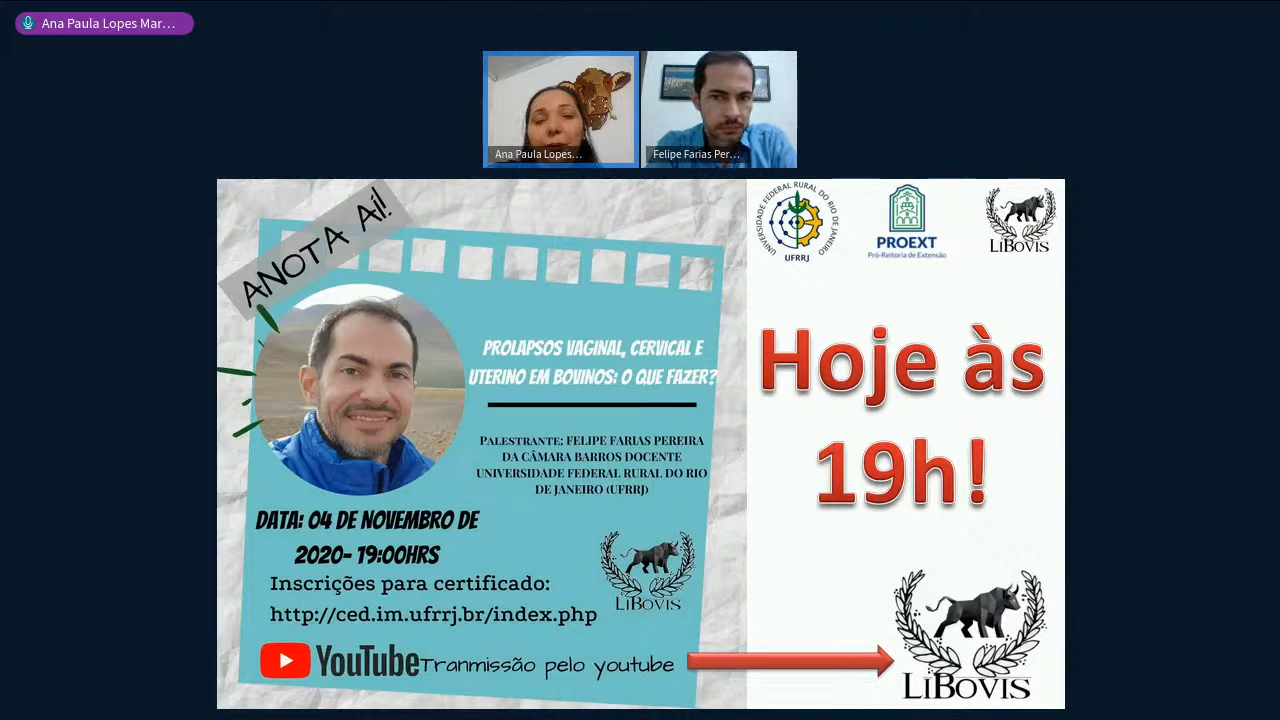 Ana Paula Lopes Mar...
Ana Paula Lopes...
Felipe Farias Per...
ANOTA Aí!
PROLAPSOS VAGINAL, CERVICAL E
UTERINO EM BOVINOS: O QUE FAZER?
PALESTRANTE: FELIPE FARIAS PEREIRA
DA CÂMARA BARROS DOCENTE
UNIVERSIDADE FEDERAL RURAL DO RIO
DE JANEIRO (UFRRJ)
DATA: 04 DE NOVEMBRO DE
2020- 19:00HRS
Inscrições para certificado:
http://ced.im.ufrrj.br/index.php
LIBOVIS
YouTube Tranmissão pelo youtube
UNIVERSIDADE FEDERAL RURAL DO RIO DE JANEIRO
UFRRJ
PROEXT
Pró-Reitoria de Extensão
LIBOVIS
Hoje às
19h!
LIBOVIS